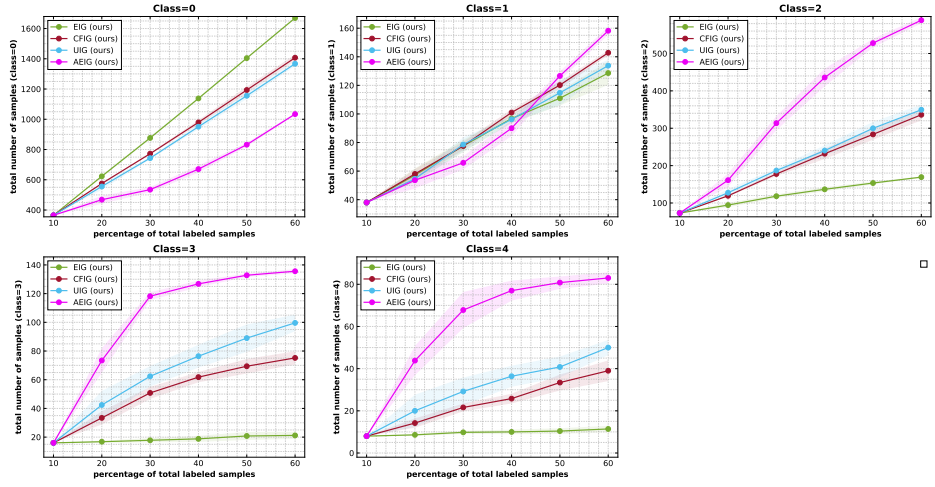 Class=0
total number of samples (class=0)
1600
1400
1200
1000
800
600
400
EIG (ours)
CFIG (ours)
UIG (ours)
AEIG (ours)
10 20 30 40 50 60
percentage of total labeled samples
Class=1
total number of samples (class=1)
160
140
120
100
80
60
40
EIG (ours)
CFIG (ours)
UIG (ours)
AEIG (ours)
10 20 30 40 50 60
percentage of total labeled samples
Class=2
total number of samples (class=2)
500
400
300
200
100
EIG (ours)
CFIG (ours)
UIG (ours)
AEIG (ours)
10 20 30 40 50 60
percentage of total labeled samples
Class=3
total number of samples (class=3)
140
120
100
80
60
40
20
EIG (ours)
CFIG (ours)
UIG (ours)
AEIG (ours)
10 20 30 40 50 60
percentage of total labeled samples
Class=4
total number of samples (class=4)
80
60
40
20
0
EIG (ours)
CFIG (ours)
UIG (ours)
AEIG (ours)
10 20 30 40 50 60
percentage of total labeled samples